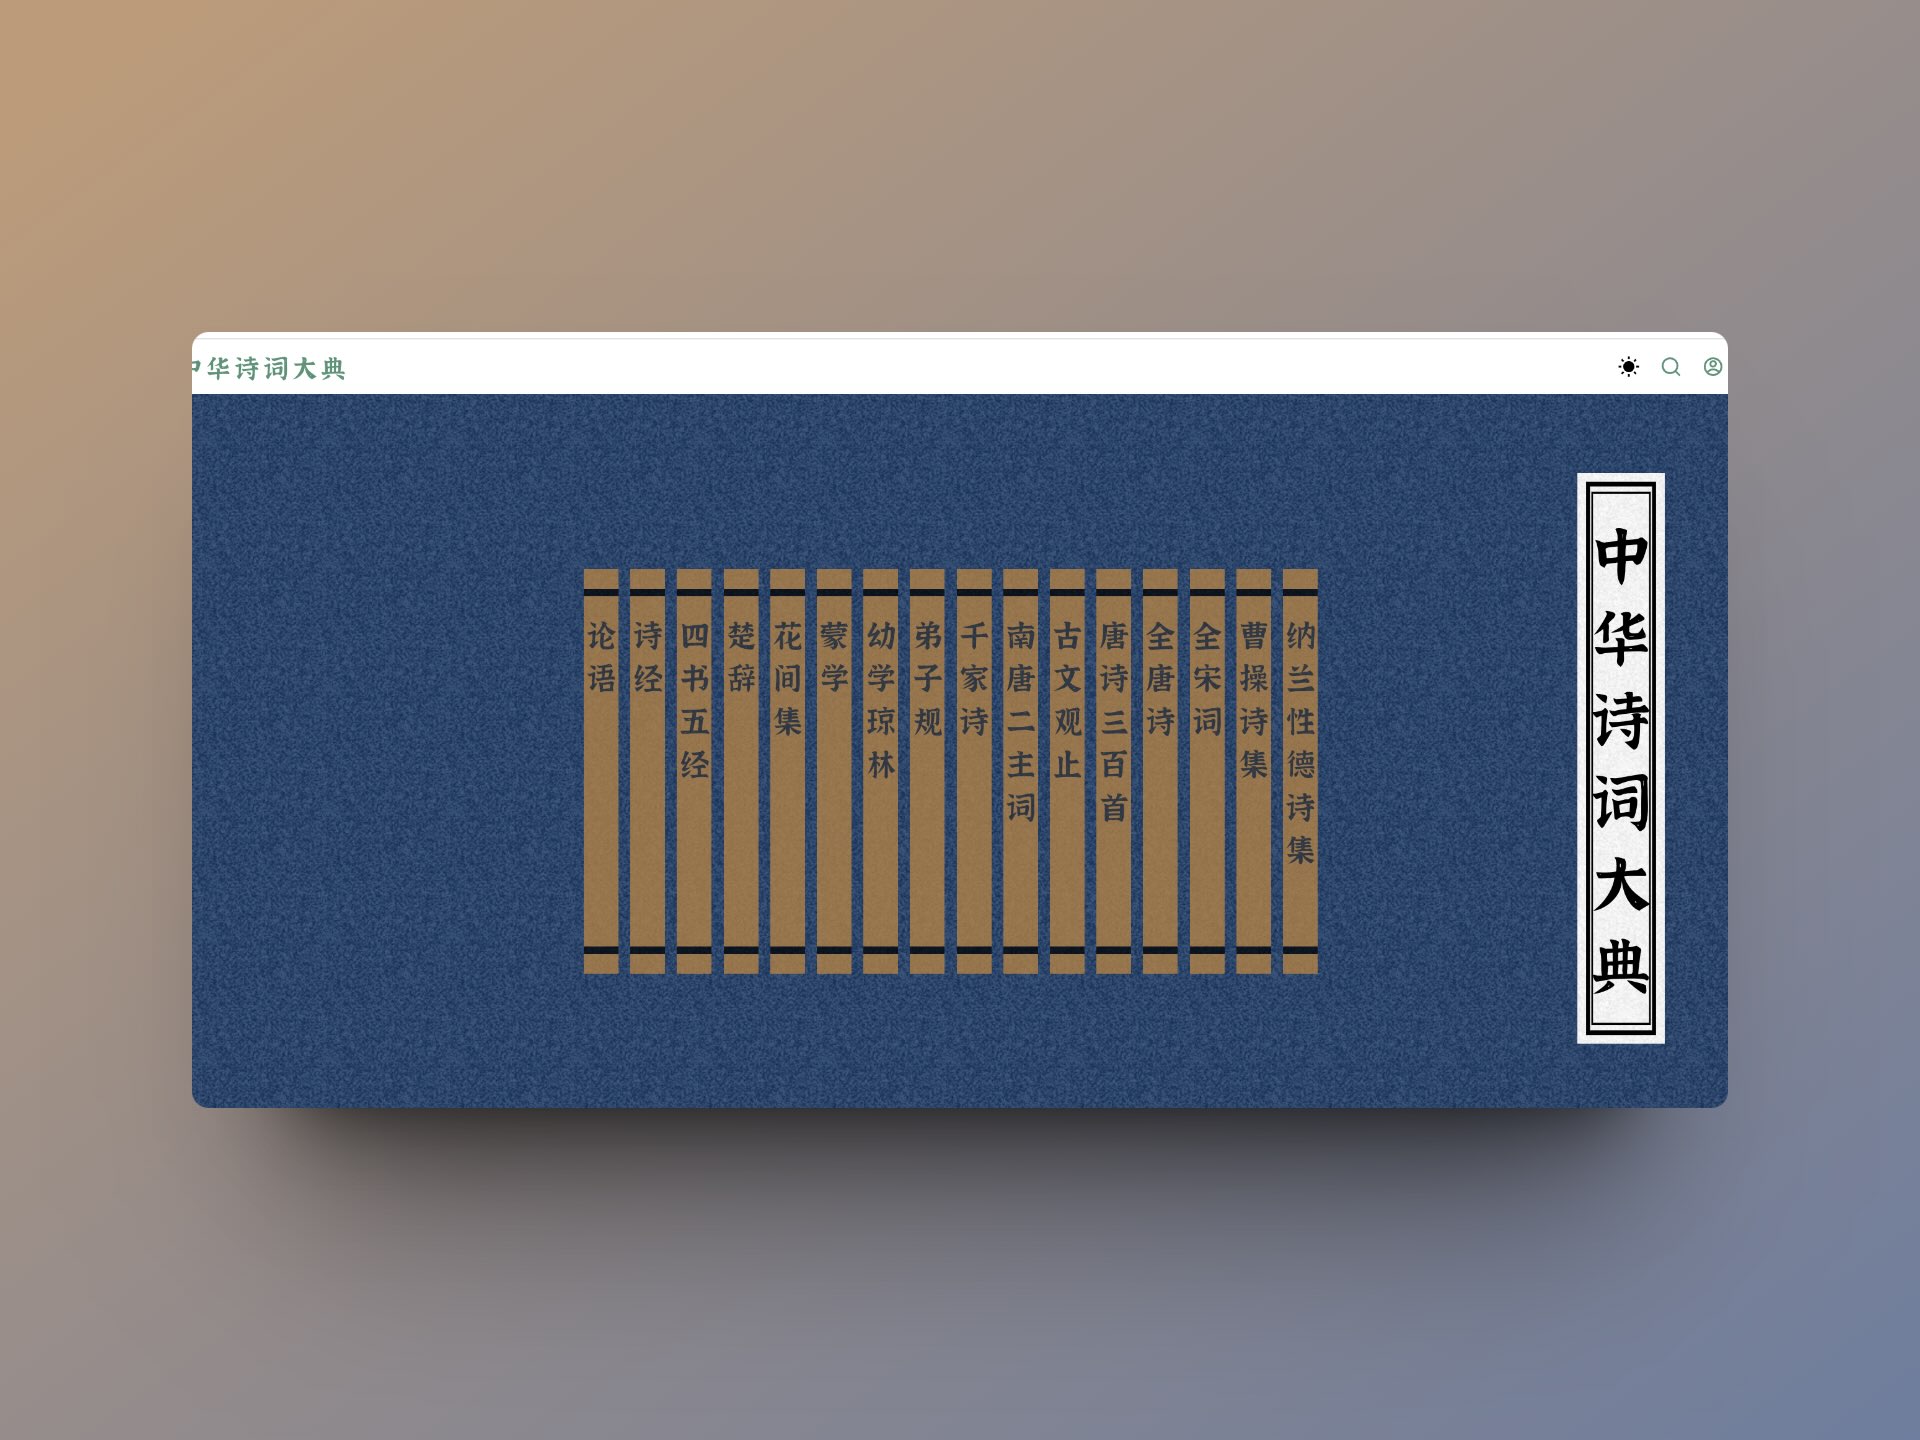 中华诗词大典
中华诗词大典
纳兰性德诗集
曹操诗集
全宋词
全唐诗
唐诗三百首
古文观止
南唐二主词
千家诗
弟子规
幼学琼林
蒙学
花间集
楚辞
四书五经
诗经
论语